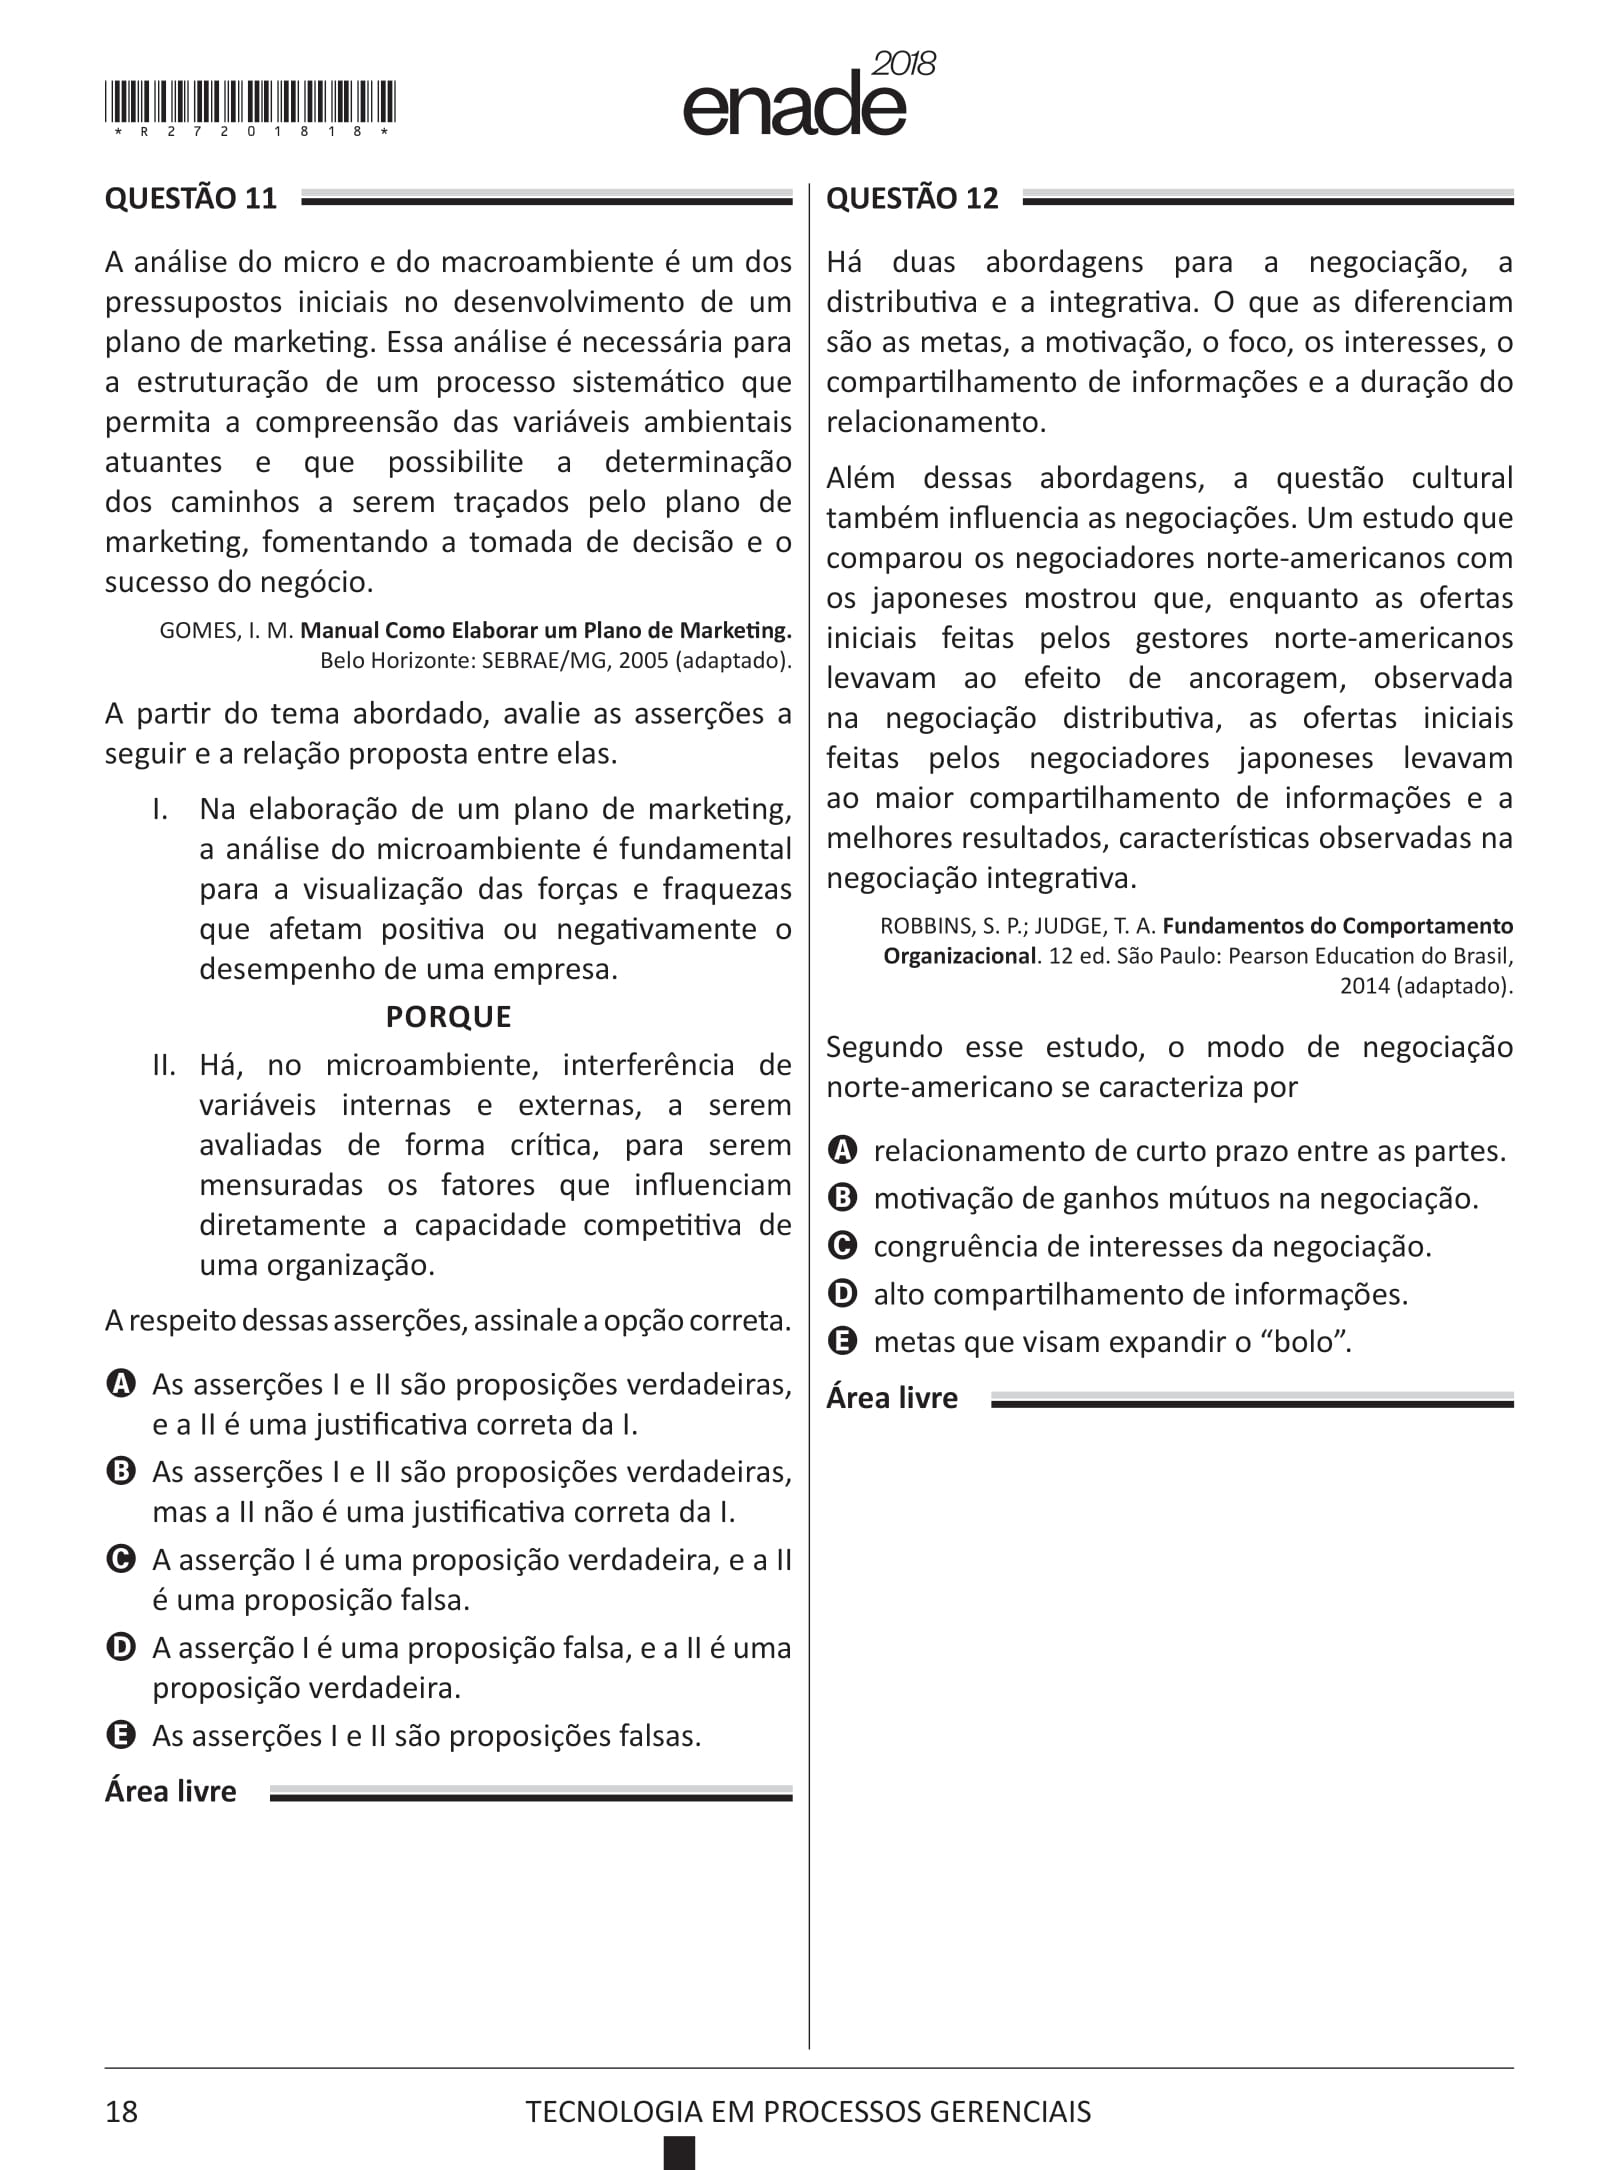 *R27201818*
enade2018
QUESTÃO 11
A análise do micro e do macroambiente é um dos
pressupostos iniciais no desenvolvimento de um
plano de marketing. Essa análise é necessária para
a estruturação de um processo sistemático que
permita a compreensão das variáveis ambientais
atuantes e que possibilite a determinação
dos caminhos a serem traçados pelo plano de
marketing, fomentando a tomada de decisão e o
sucesso do negócio.
GOMES, I. M. Manual Como Elaborar um Plano de Marketing.
Belo Horizonte: SEBRAE/MG, 2005 (adaptado).
A partir do tema abordado, avalie as asserções a
seguir e a relação proposta entre elas.
I. Na elaboração de um plano de marketing,
a análise do microambiente é fundamental
para a visualização das forças e fraquezas
que afetam positiva ou negativamente o
desempenho de uma empresa.
PORQUE
II. Há, no microambiente, interferência de
variáveis internas e externas, a serem
avaliadas de forma crítica, para serem
mensuradas os fatores que influenciam
diretamente a capacidade competitiva de
uma organização.
A respeito dessas asserções, assinale a opção correta.
A As asserções I e II são proposições verdadeiras,
e a II é uma justificativa correta da I.
B As asserções I e II são proposições verdadeiras,
mas a II não é uma justificativa correta da I.
C A asserção I é uma proposição verdadeira, e a II
é uma proposição falsa.
D A asserção I é uma proposição falsa, e a II é uma
proposição verdadeira.
E As asserções I e II são proposições falsas.
Área livre
QUESTÃO 12
Há duas abordagens para a negociação, a
distributiva e a integrativa. O que as diferenciam
são as metas, a motivação, o foco, os interesses, o
compartilhamento de informações e a duração do
relacionamento.
Além dessas abordagens, a questão cultural
também influencia as negociações. Um estudo que
comparou os negociadores norte-americanos com
os japoneses mostrou que, enquanto as ofertas
iniciais feitas pelos gestores norte-americanos
levavam ao efeito de ancoragem, observada
na negociação distributiva, as ofertas iniciais
feitas pelos negociadores japoneses levavam
ao maior compartilhamento de informações e a
melhores resultados, características observadas na
negociação integrativa.
ROBBINS, S. P.; JUDGE, T. A. Fundamentos do Comportamento
Organizacional. 12 ed. São Paulo: Pearson Education do Brasil,
2014 (adaptado).
Segundo esse estudo, o modo de negociação
norte-americano se caracteriza por
A relacionamento de curto prazo entre as partes.
B motivação de ganhos mútuos na negociação.
C congruência de interesses da negociação.
D alto compartilhamento de informações.
E metas que visam expandir o “bolo”.
Área livre
18
TECNOLOGIA EM PROCESSOS GERENCIAIS